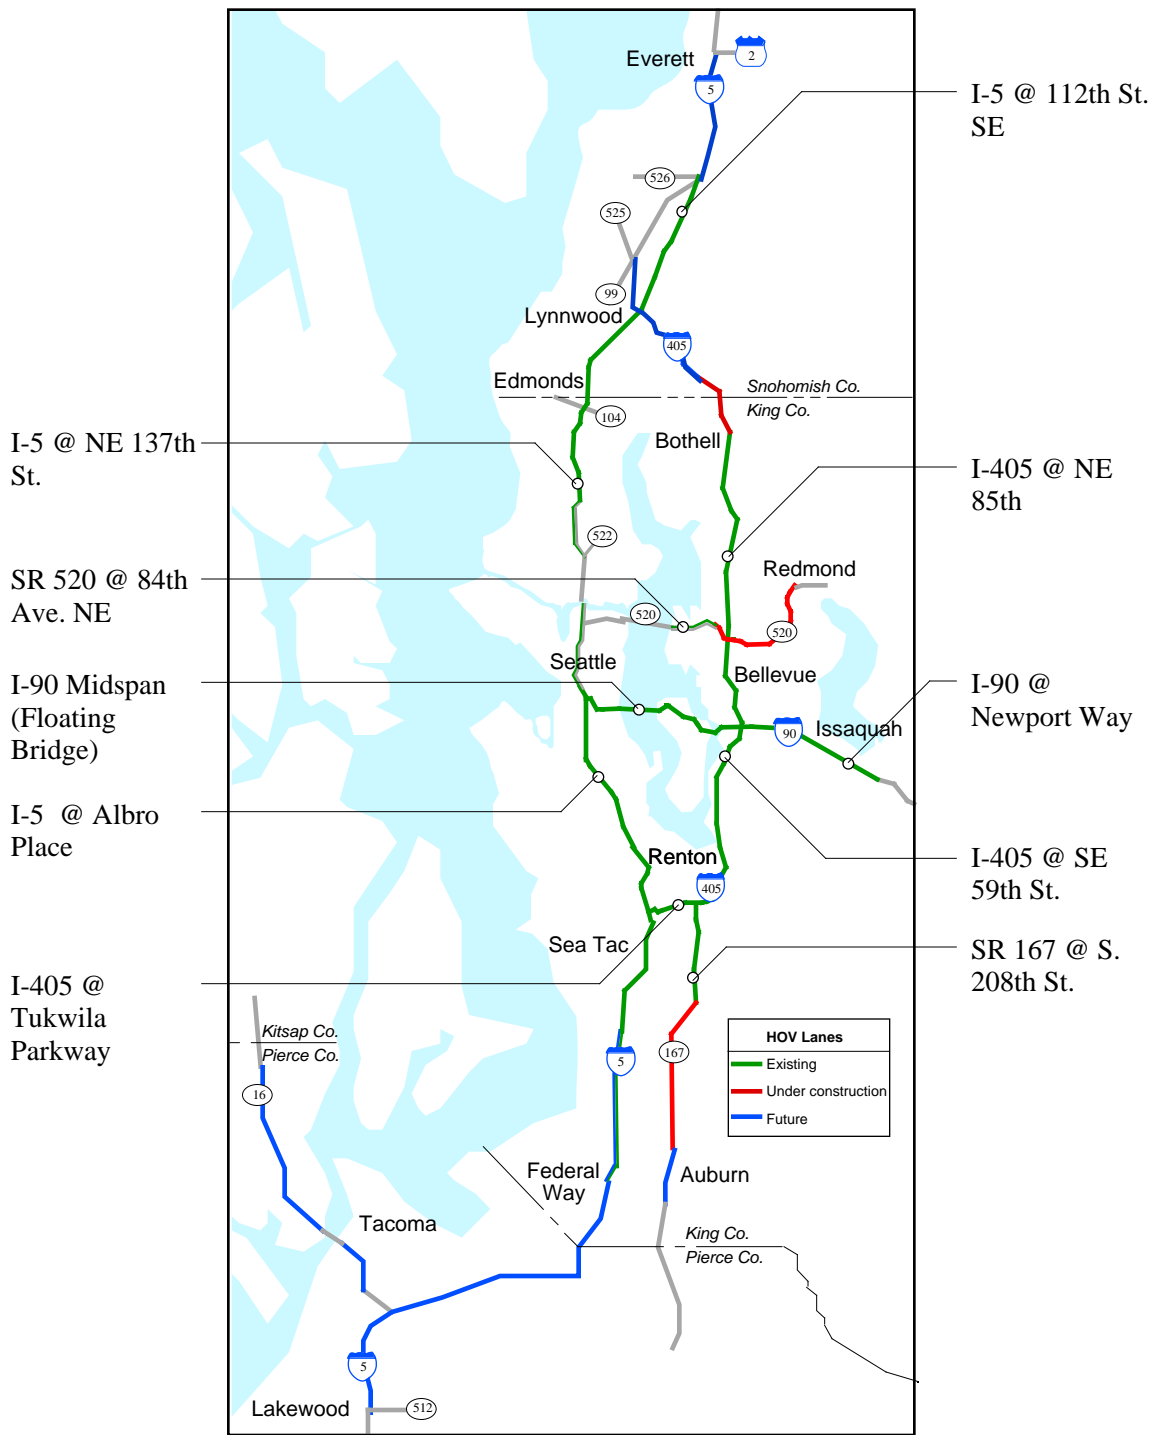 Everett
2
5
I-5 @ 112th St.
SE
526
525
99
Lynnwood
405
Edmonds
Snohomish Co.
King Co.
104
Bothell
I-5 @ NE 137th
St.
I-405 @ NE
85th
522
Redmond
SR 520 @ 84th
Ave. NE
520
520
Seattle
Bellevue
I-90 Midspan
(Floating
Bridge)
I-90 @
Newport Way
90
Issaquah
I-5 @ Albro
Place
Renton
405
I-405 @ SE
59th St.
Sea Tac
SR 167 @ S.
208th St.
I-405 @
Tukwila
Parkway
Kitsap Co.
Pierce Co.
5
167
HOV Lanes
Existing
Under construction
Future
16
Federal
Way
Auburn
Tacoma
King Co.
Pierce Co.
5
Lakewood
512